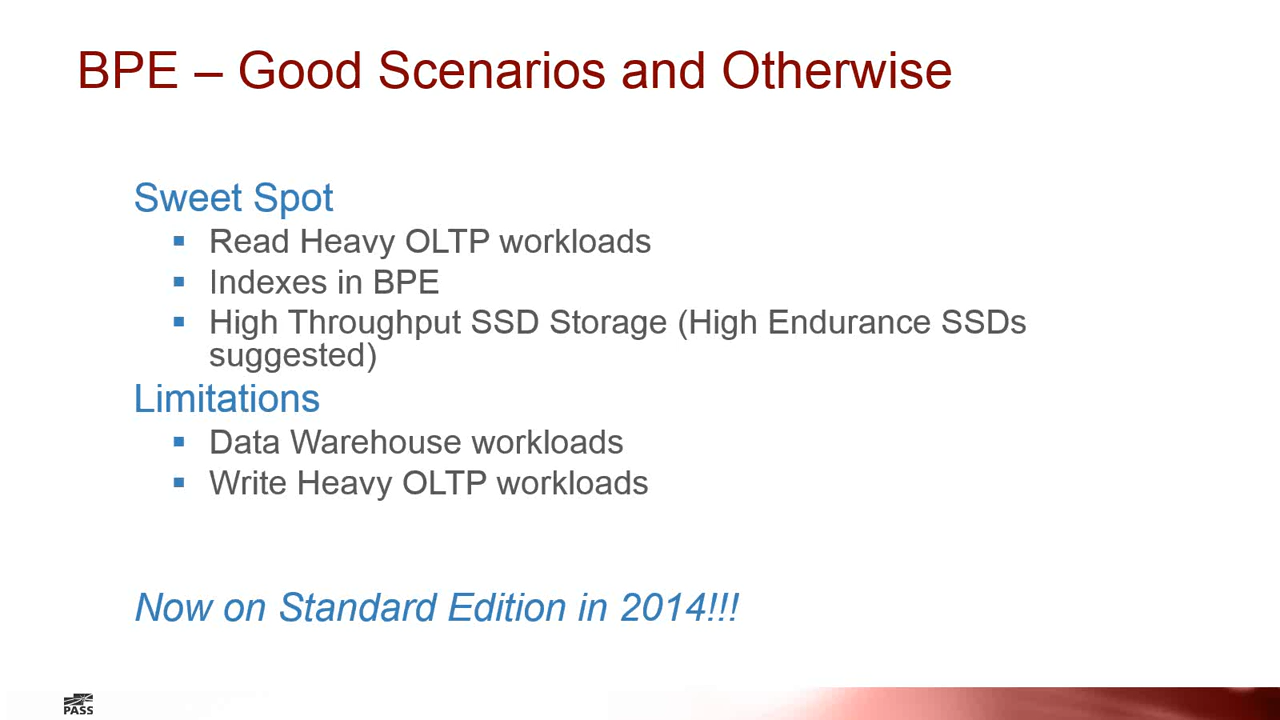 BPE – Good Scenarios and Otherwise
Sweet Spot
▪ Read Heavy OLTP workloads
▪ Indexes in BPE
▪ High Throughput SSD Storage (High Endurance SSDs
suggested)
Limitations
▪ Data Warehouse workloads
▪ Write Heavy OLTP workloads
Now on Standard Edition in 2014!!!
PASS